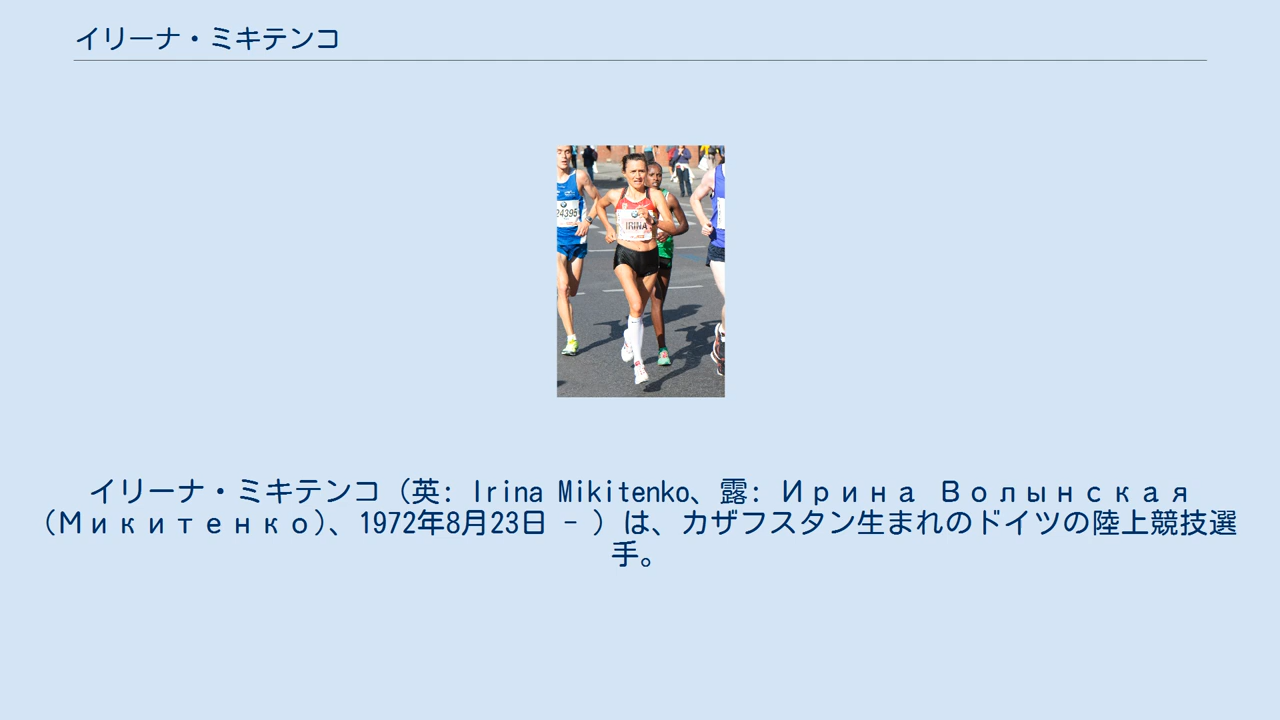 イリーナ・ミキテンコ
24395
IRINA
イリーナ・ミキテンコ（英: Irina Mikitenko、露: Ирина Волынская
(Микитенко)、1972年8月23日 - ）は、カザフスタン生まれのドイツの陸上競技選
手。